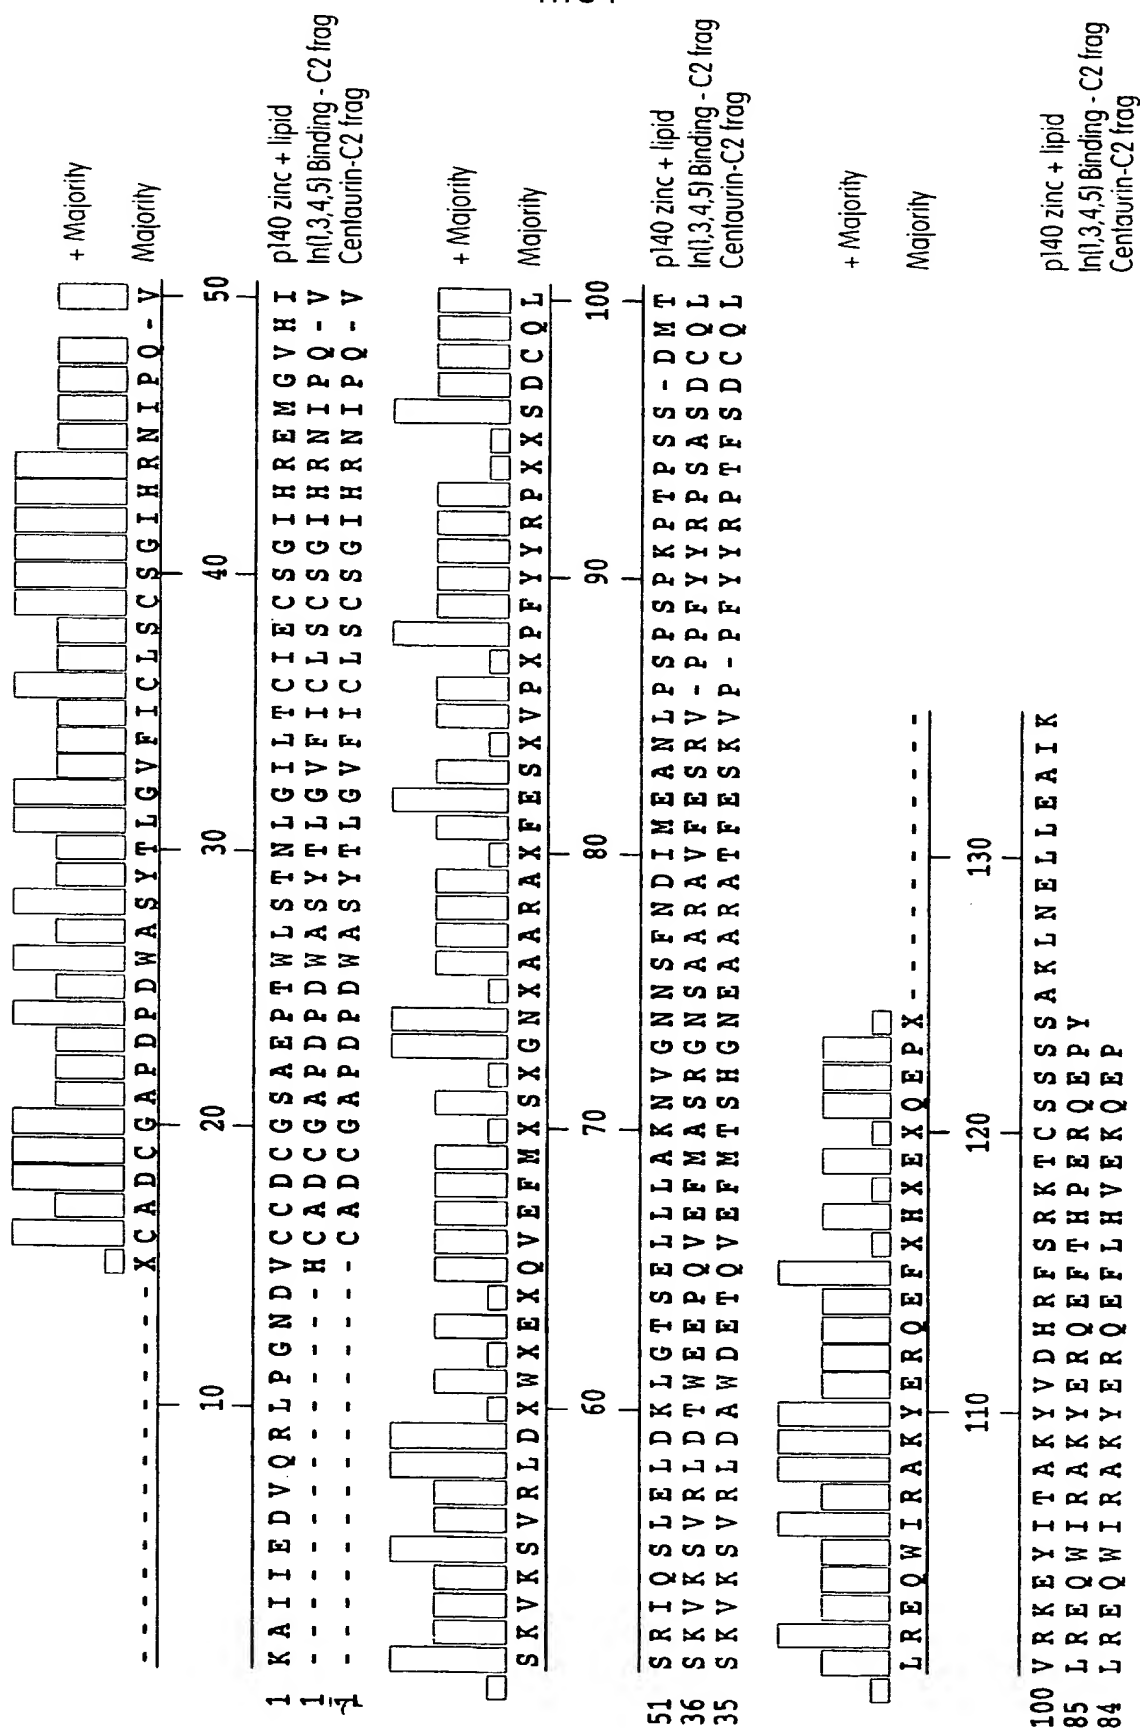 + Majority
- - - - - - - - - - - - - - X C A D C G A P D P D W A S Y T L G V F I C L S C S G I H R N I P Q - V Majority
10 20 30 40 50
1 K A I I E D V Q R L P G N D V C C D C G S A E P T W L S T N L G I L T C I E C S G I H R E M G V H I p140 zinc + lipid
1 - - - - - - - - - - - - - - H C A D C G A P D P D W A S Y T L G V F I C L S C S G I H R N I P Q - V In(1,3,4,5) Binding - C2 frag
1 - - - - - - - - - - - - - - - C A D C G A P D P D W A S Y T L G V F I C L S C S G I H R N I P Q - V Centaurin-C2 frag
+ Majority
S K V K S V R L D X W X E X Q V E F M X S X G N X A A R A X F E S X V P X P F Y Y R P X X S D C Q L Majority
60 70 80 90 100
51 S R I Q S L E L D K L G T S E L L L A K N V G N N S F N D I M E A N L P S P S P K P T P S S - D M T p140 zinc + lipid
36 S K V K S V R L D T W E E P Q V E F M A S R G N S A A R A V F E S R V - P P F Y Y R P S A S D C Q L In(1,3,4,5) Binding - C2 frag
35 S K V K S V R L D A W D E T Q V E F M T S H G N E A A R A T F E S K V P - P F Y Y R P T F S D C Q L Centaurin-C2 frag
+ Majority
L R E Q W I R A K Y E R Q E F X H X E X Q E P X - - - - - - - - - - - Majority
110 120 130
100 V R K E Y I T A K Y V D H R F S R K T C S S S S A K L N E L L E A I K p140 zinc + lipid
85 L R E Q W I R A K Y E R Q E F T H P E R Q E P Y In(1,3,4,5) Binding - C2 frag
84 L R E Q W I R A K Y E R Q E F L H V E K Q E P Centaurin-C2 frag